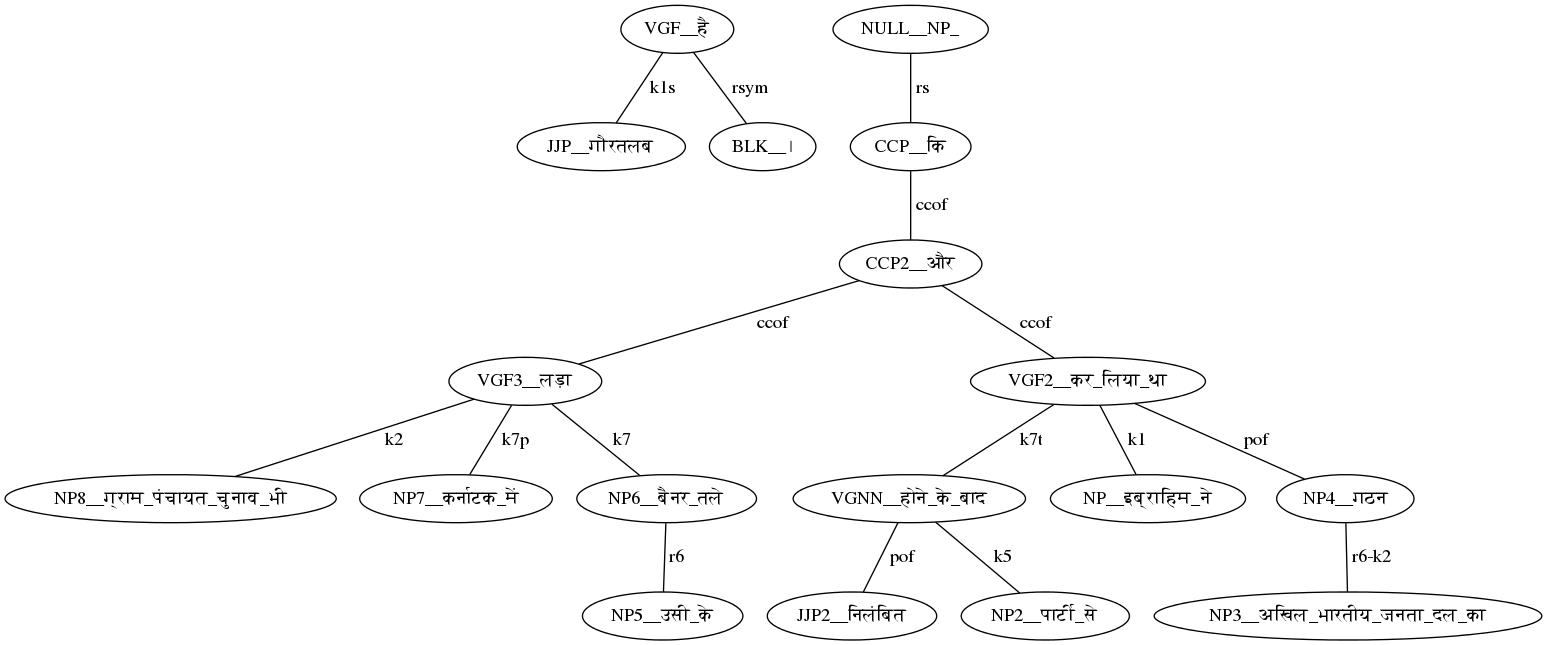 VGF__है NULL__NP_
k1s rsym rs
JJP__गौरतलब BLK__। CCP__कि
ccof
CCP2__और
ccof ccof
VGF3__लड़ा VGF2__कर_लिया_था
k2 k7p k7 k7t k1 pof
NP8__ग्राम_पंचायत_चुनाव_भी NP7__कर्नाटक_में NP6__बैनर_तले VGNN__होने_के_बाद NP__इब्राहिम_ने NP4__गठन
r6 pof k5 r6-k2
NP5__उसी_के JJP2__निलंबित NP2__पार्टी_से NP3__अखिल_भारतीय_जनता_दल_का